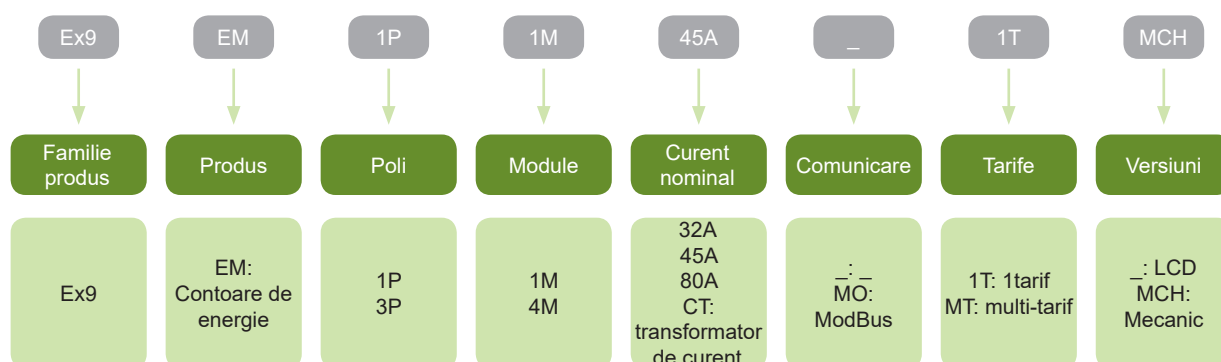 Ex9
EM
1P
1M
45A
_
1T
MCH
Familie
produs
Produs
Poli
Module
Curent
nominal
Comunicare
Tarife
Versiuni
Ex9
EM:
Contoare de
energie
1P
3P
1M
4M
32A
45A
80A
CT:
transformator
de curent
_: _
MO:
ModBus
1T: 1tarif
MT: multi-tarif
_: LCD
MCH:
Mecanic